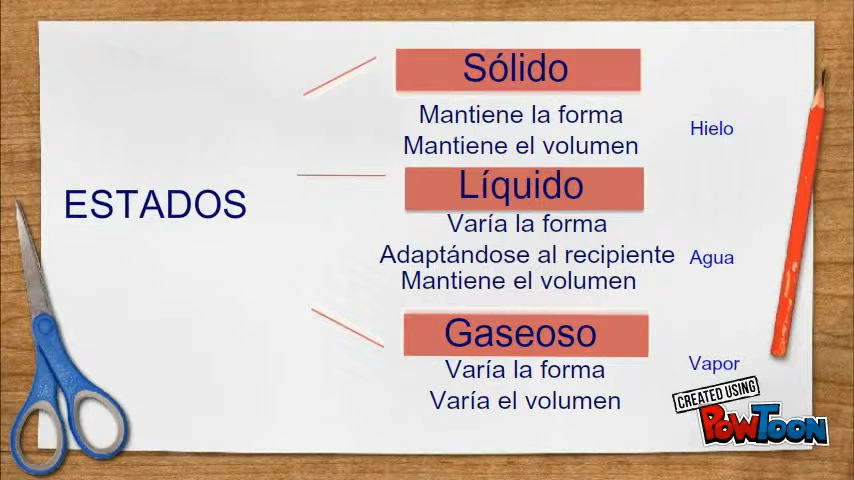 ESTADOS
Sólido
Mantiene la forma
Mantiene el volumen
Hielo
Líquido
Varía la forma
Adaptándose al recipiente
Mantiene el volumen
Agua
Gaseoso
Varía la forma
Varía el volumen
Vapor
CREATED USING
POWTOON